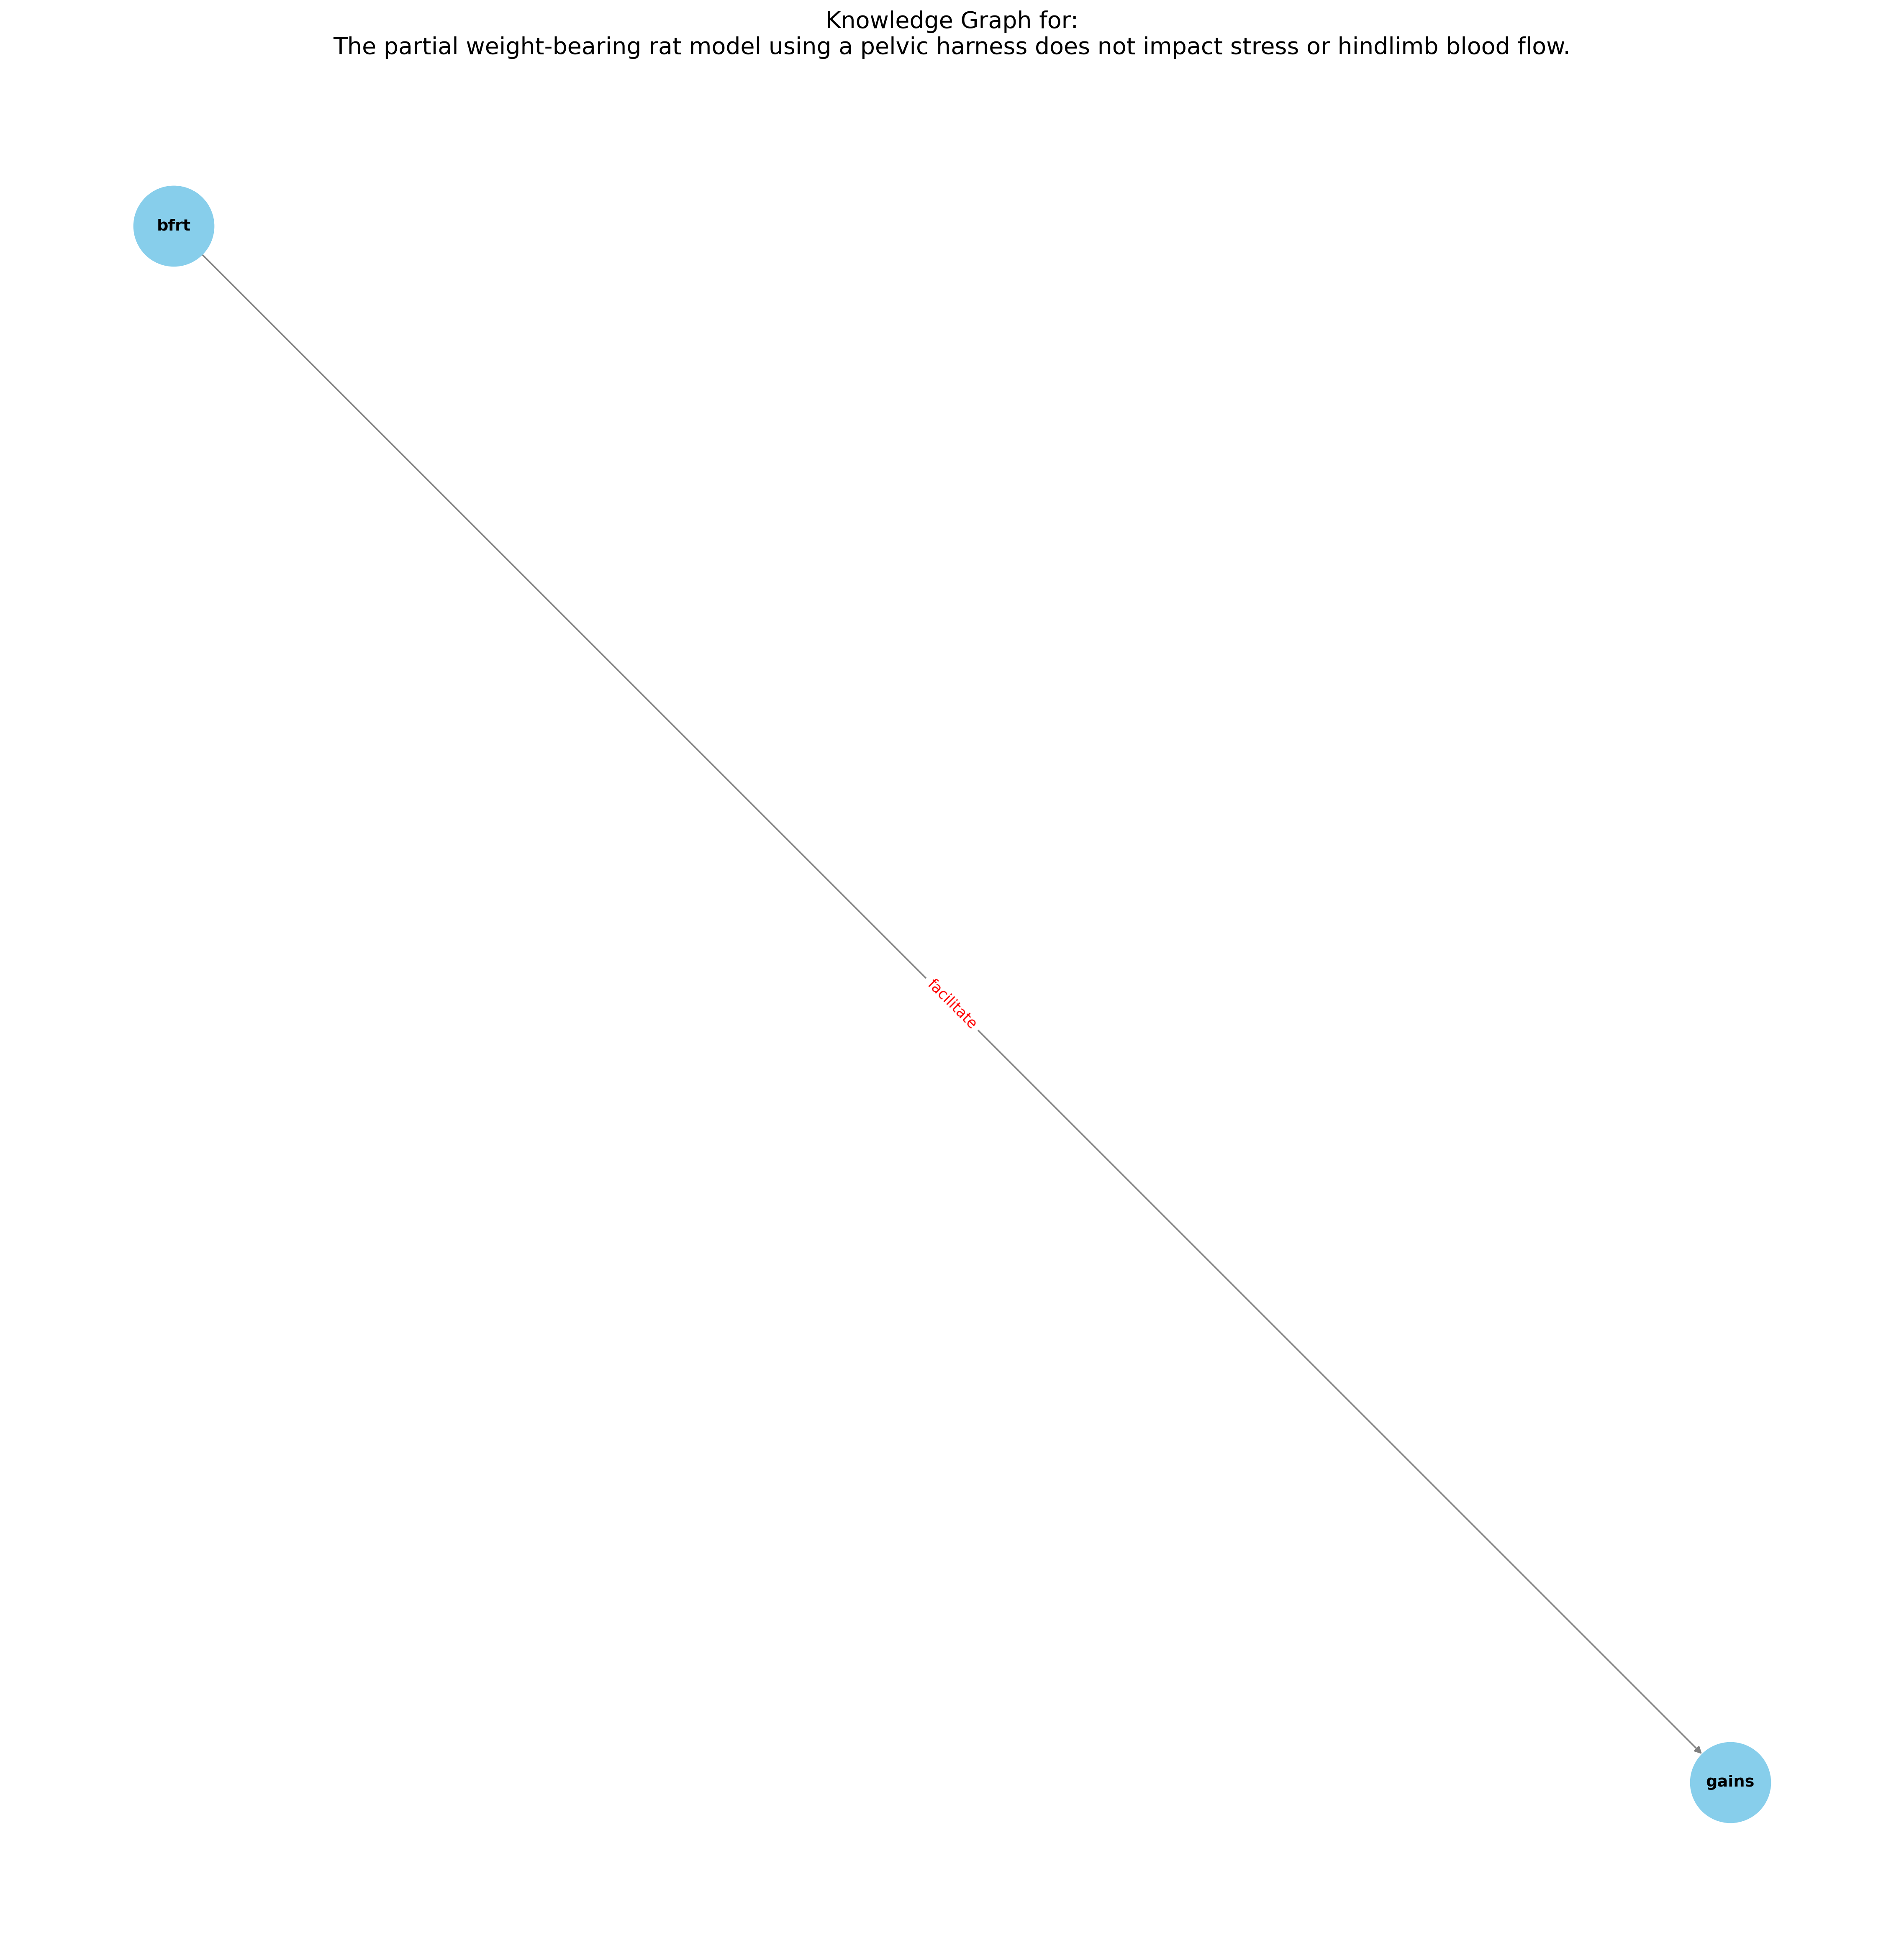 Knowledge Graph for:
The partial weight-bearing rat model using a pelvic harness does not impact stress or hindlimb blood flow.
bfrt
facilitate
gains